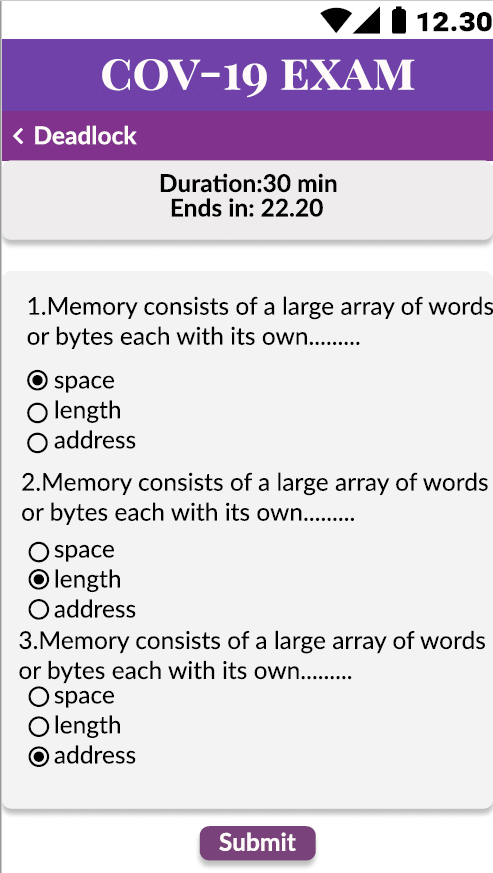 12.30
COV-19 EXAM
< Deadlock
Duration:30 min
Ends in: 22.20
1.Memory consists of a large array of words
or bytes each with its own.........
space
length
address
2.Memory consists of a large array of words
or bytes each with its own.........
space
length
address
3.Memory consists of a large array of words
or bytes each with its own.........
space
length
address
Submit